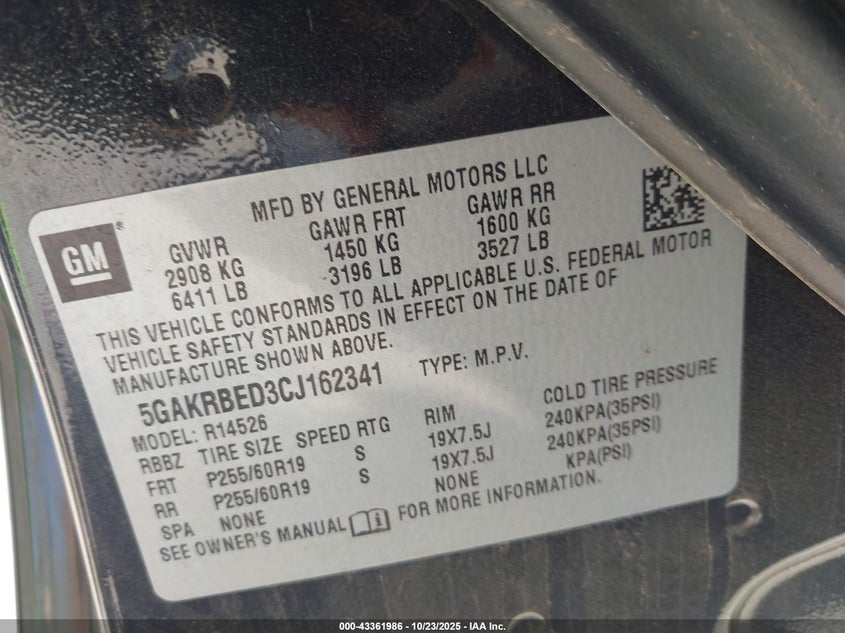 MFD BY GENERAL MOTORS LLC
GM ®
GVWR GAWR FRT GAWR RR
2908 KG 1450 KG 1600 KG
6411 LB 3196 LB 3527 LB
THIS VEHICLE CONFORMS TO ALL APPLICABLE U.S. FEDERAL MOTOR
VEHICLE SAFETY STANDARDS IN EFFECT ON THE DATE OF
MANUFACTURE SHOWN ABOVE.
5GAKRBED3CJ162341 TYPE: M.P.V.
MODEL: R14526
RBBZ TIRE SIZE SPEED RTG RIM COLD TIRE PRESSURE
FRT P255/60R19 S 19X7.5J 240KPA(35PSI)
RR P255/60R19 S 19X7.5J 240KPA(35PSI)
SPA NONE NONE KPA(PSI)
SEE OWNER'S MANUAL FOR MORE INFORMATION.
000-43361986 - 10/23/2025 - IAA Inc.